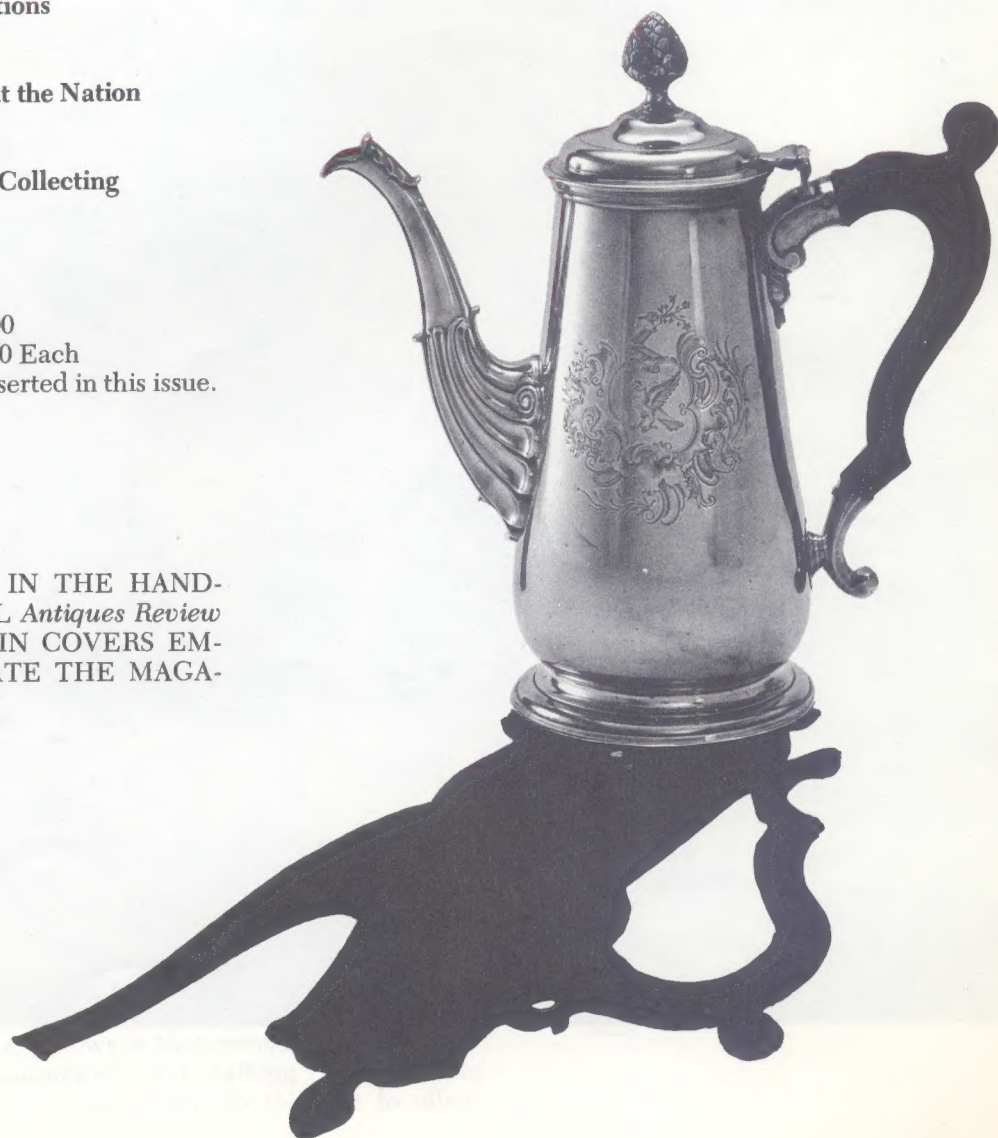 tions
t the Nation
Collecting
0
0 Each
serted in this issue.
IN THE HAND-
L Antiques Review
IN COVERS EM-
ATE THE MAGA-